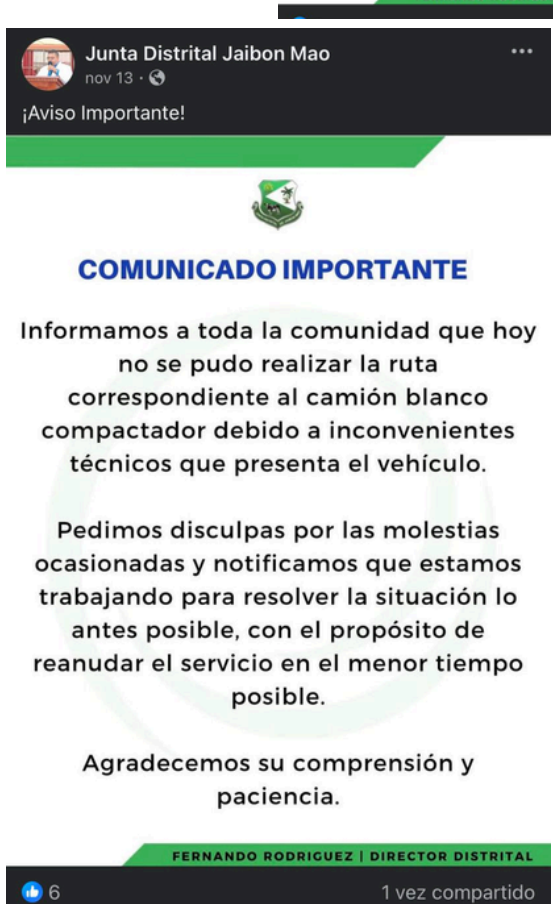 Junta Distrital Jaibon Mao
nov 13 ·
¡Aviso Importante!
COMUNICADO IMPORTANTE
Informamos a toda la comunidad que hoy
no se pudo realizar la ruta
correspondiente al camión blanco
compactador debido a inconvenientes
técnicos que presenta el vehículo.
Pedimos disculpas por las molestias
ocasionadas y notificamos que estamos
trabajando para resolver la situación lo
antes posible, con el propósito de
reanudar el servicio en el menor tiempo
posible.
Agradecemos su comprensión y
paciencia.
FERNANDO RODRIGUEZ | DIRECTOR DISTRITAL
6
1 vez compartido